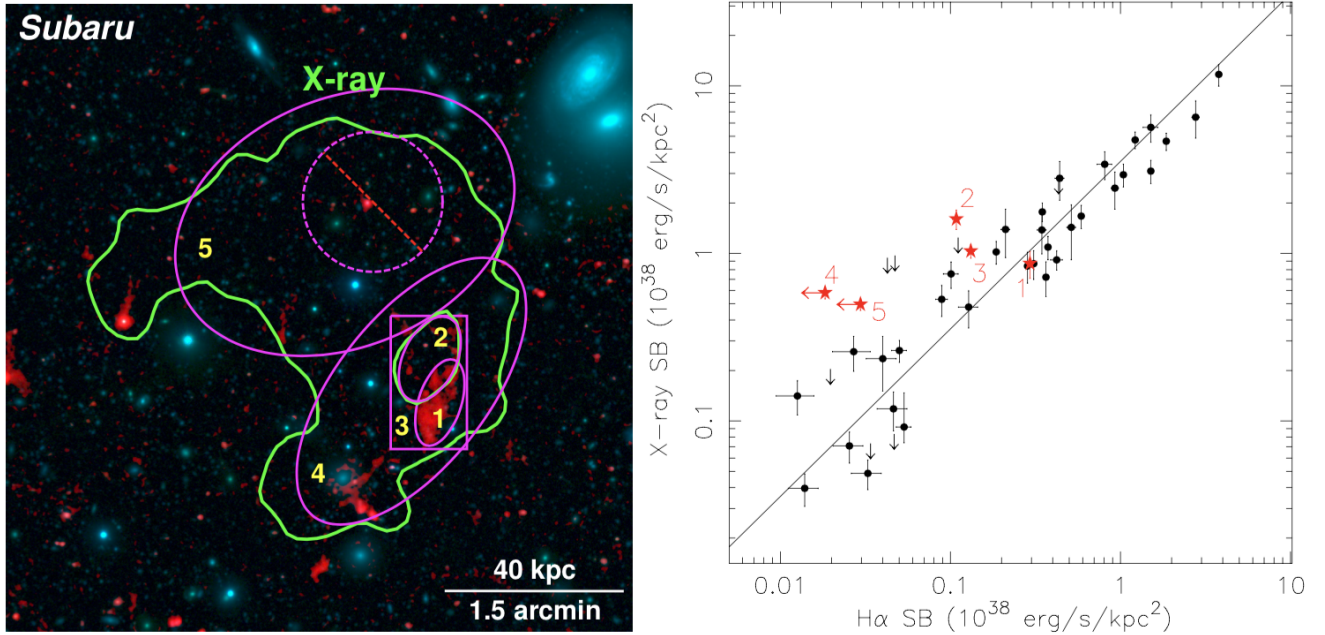 Subaru
X-ray
5
2
3
1
4
40 kpc
1.5 arcmin
X-ray SB (10^38 erg/s/kpc^2)
10
1
0.1
2
3
4
5
1
0.01 0.1 1 10
Hα SB (10^38 erg/s/kpc^2)